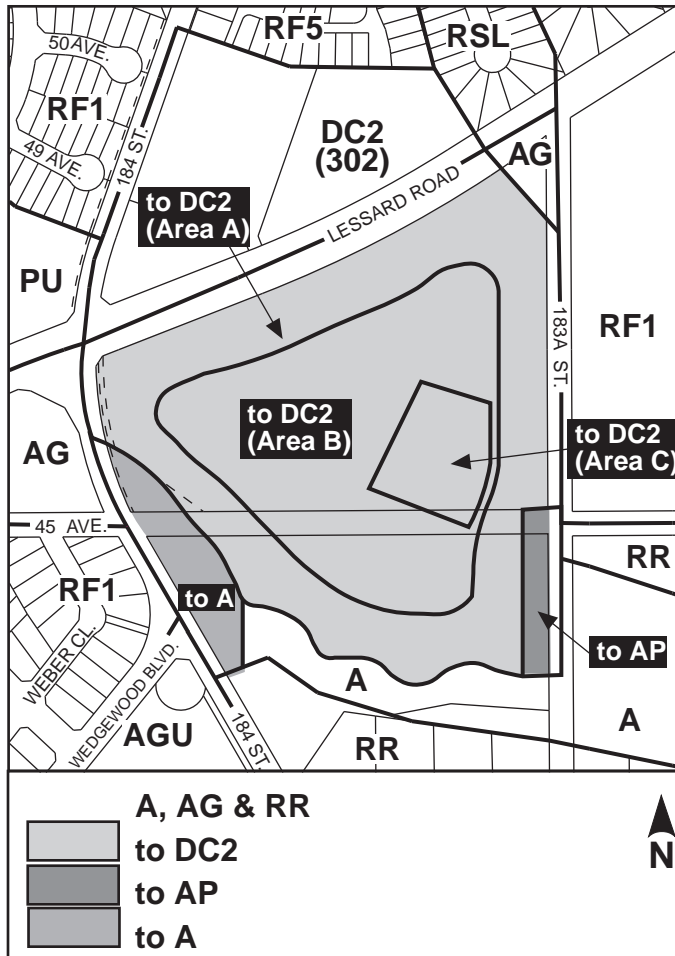 50 AVE.
RF5
RSL
RF1
184 ST.
49 AVE.
DC2
(302)
AG
to DC2
(Area A)
LESSARD ROAD
PU
183A ST.
RF1
to DC2
(Area B)
to DC2
(Area C)
AG
45 AVE.
RR
RF1
to A
WEBER CL.
to AP
WEDGEWOOD BLVD.
A
A
AGU
184 ST.
RR
A, AG & RR
to DC2
to AP
to A
N